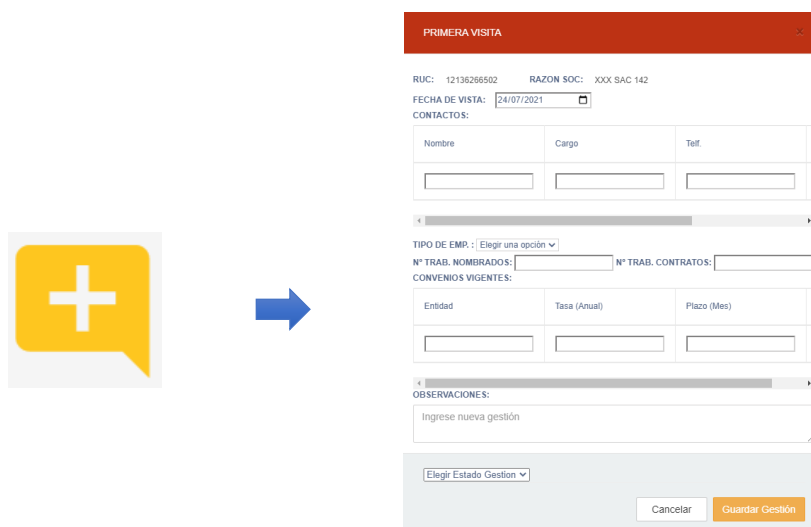 PRIMERA VISITA
x
RUC: 12136266502 RAZON SOC: XXX SAC 142
FECHA DE VISTA: 24/07/2021
CONTACTOS:
Nombre Cargo Telf.
TIPO DE EMP. : Elegir una opción
N° TRAB. NOMBRADOS: N° TRAB. CONTRATOS:
CONVENIOS VIGENTES:
Entidad Tasa (Anual) Plazo (Mes)
OBSERVACIONES:
Ingrese nueva gestión
Elegir Estado Gestion
Cancelar Guardar Gestión